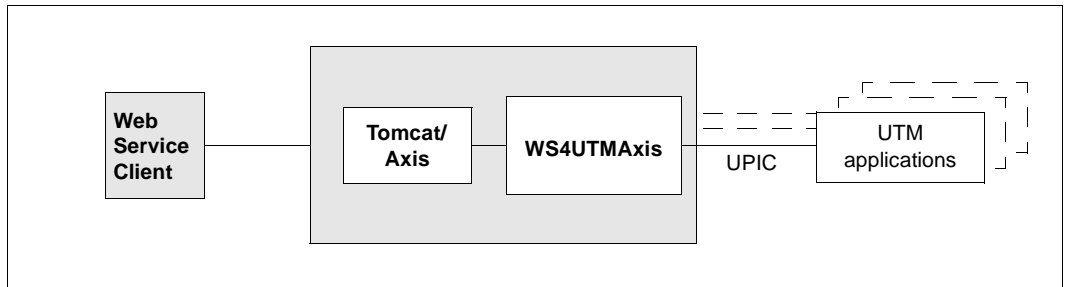 Web
Service
Client
Tomcat/
Axis
WS4UTMAxis
UPIC
UTM
applications